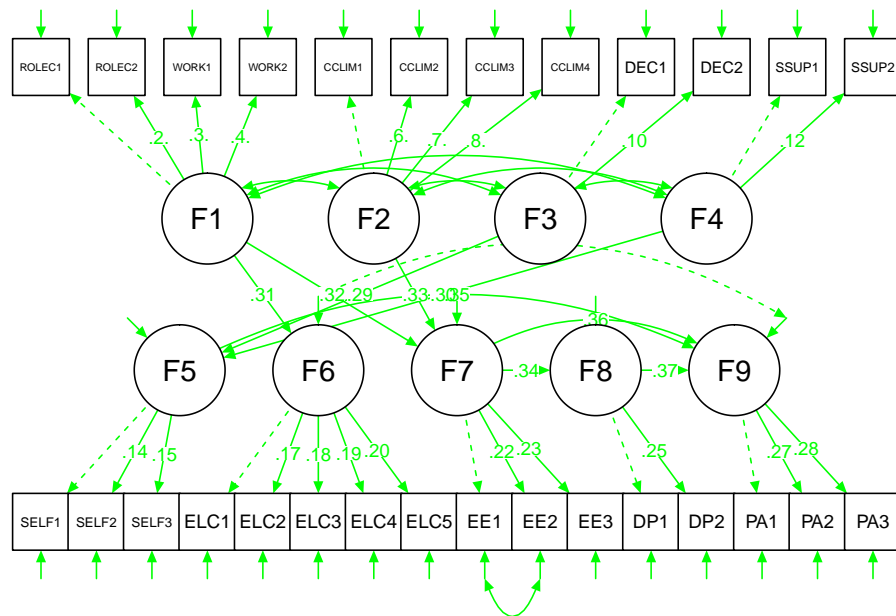 ROLEC1 ROLEC2 WORK1 WORK2 CCLIM1 CCLIM2 CCLIM3 CCLIM4 DEC1 DEC2 SSUP1 SSUP2
.2. .3. .4. .6. .7. .8. .10 .12
F1 F2 F3 F4
.31 .32 .29 .33 .30 .35
.36
F5 F6 F7 F8 F9
.34 .37
.14 .15 .17 .18 .19 .20 .22 .23 .25 .27 .28
SELF1 SELF2 SELF3 ELC1 ELC2 ELC3 ELC4 ELC5 EE1 EE2 EE3 DP1 DP2 PA1 PA2 PA3